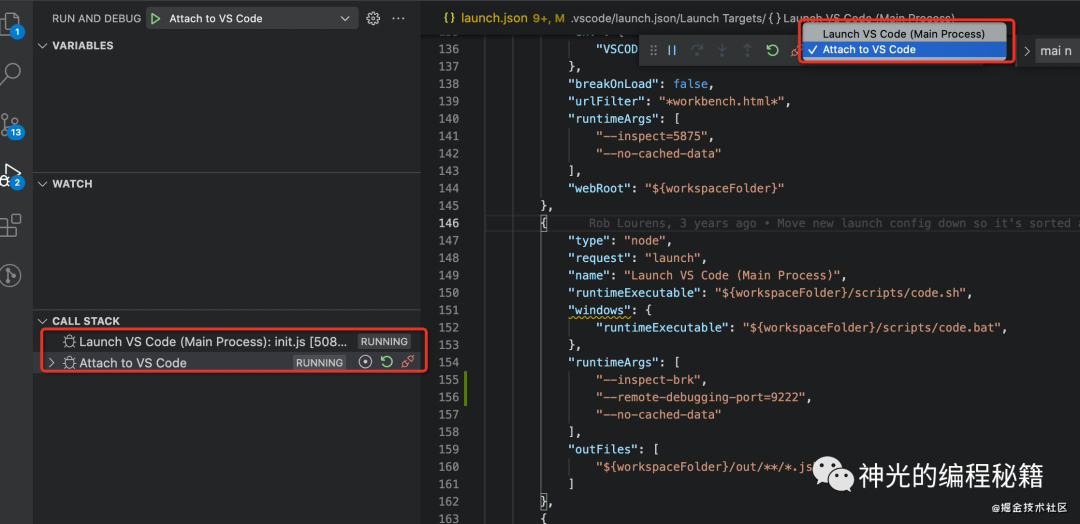 RUN AND DEBUG Attach to VS Code
VARIABLES
WATCH
CALL STACK
Launch VS Code (Main Process): init.js [508... RUNNING
Attach to VS Code RUNNING
1
13
2
launch.json 9+, M .vscode/launch.json/Launch Targets/{}Launch VS Code (Main Process)
Launch VS Code (Main Process)
✓ Attach to VS Code
mai n
136 "VSCOD
137 },
138 "breakOnLoad": false,
139 "urlFilter": "*workbench.html*",
140 "runtimeArgs": [
141 "--inspect=5875",
142 "--no-cached-data"
143 ],
144 "webRoot": "${workspaceFolder}"
145 },
146 { Rob Lourens, 3 years ago • Move new launch config down so it's sorted
147 "type": "node",
148 "request": "launch",
149 "name": "Launch VS Code (Main Process)",
150 "runtimeExecutable": "${workspaceFolder}/scripts/code.sh",
151 "windows": {
152 "runtimeExecutable": "${workspaceFolder}/scripts/code.bat",
153 },
154 "runtimeArgs": [
155 "--inspect-brk",
156 "--remote-debugging-port=9222",
157 "--no-cached-data"
158 ],
159 "outFiles": [
160 "${workspaceFolder}/out/**/*.js
161 ]
162 },
163 {
神光的编程秘籍
@掘金技术社区